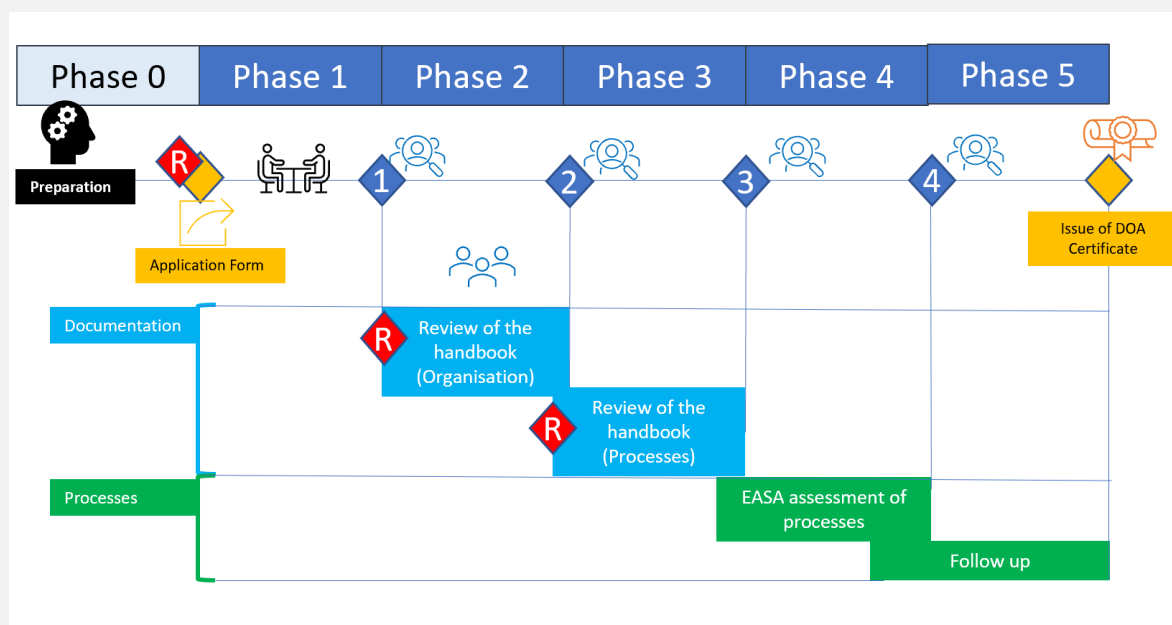 Phase 0
Phase 1
Phase 2
Phase 3
Phase 4
Phase 5
Preparation
R
1
2
3
4
Application Form
Issue of DOA
Certificate
Documentation
R
Review of the
handbook
(Organisation)
R
Review of the
handbook
(Processes)
Processes
EASA assessment of
processes
Follow up